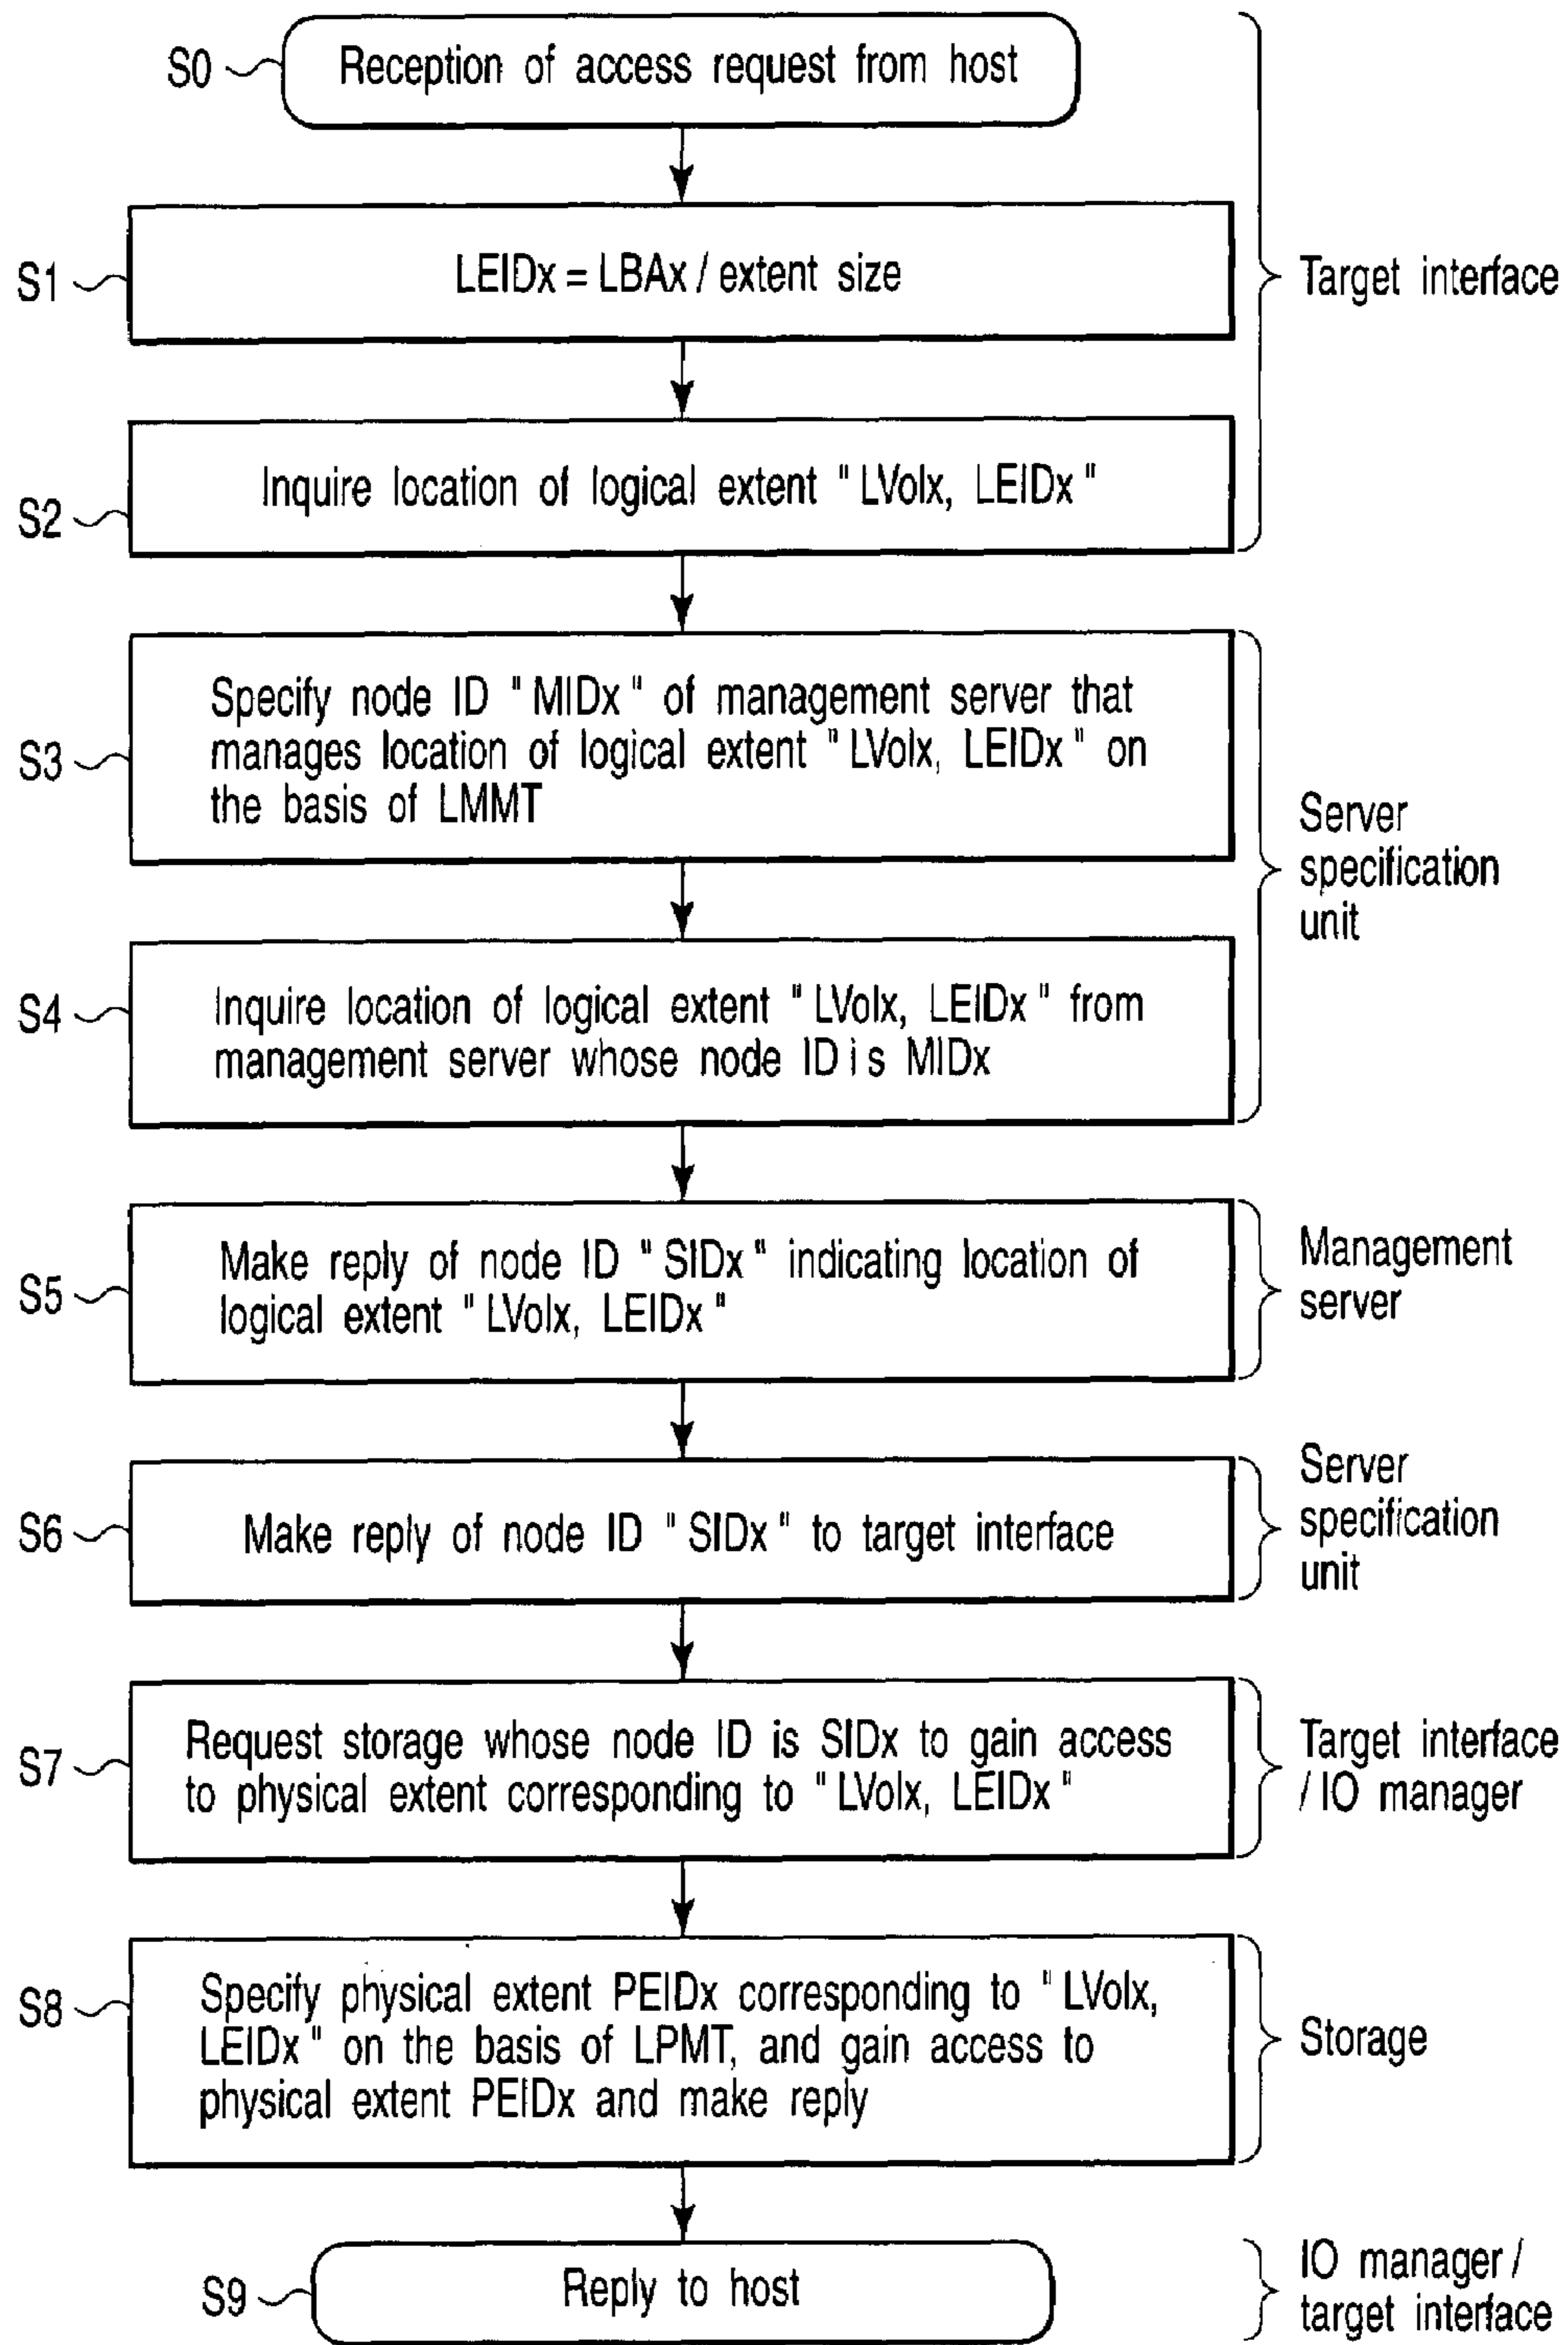 S0
Reception of access request from host
S1
LEIDx = LBAx / extent size
Target interface
S2
Inquire location of logical extent "LVolx, LEIDx"
S3
Specify node ID "MIDx" of management server that
manages location of logical extent "LVolx, LEIDx" on
the basis of LMMT
Server
specification
unit
S4
Inquire location of logical extent "LVolx, LEIDx" from
management server whose node ID is MIDx
S5
Make reply of node ID "SIDx" indicating location of
logical extent "LVolx, LEIDx"
Management
server
S6
Make reply of node ID "SIDx" to target interface
Server
specification
unit
S7
Request storage whose node ID is SIDx to gain access
to physical extent corresponding to "LVolx, LEIDx"
Target interface
/ IO manager
S8
Specify physical extent PEIDx corresponding to "LVolx,
LEIDx" on the basis of LPMT, and gain access to
physical extent PEIDx and make reply
Storage
S9
Reply to host
IO manager /
target interface